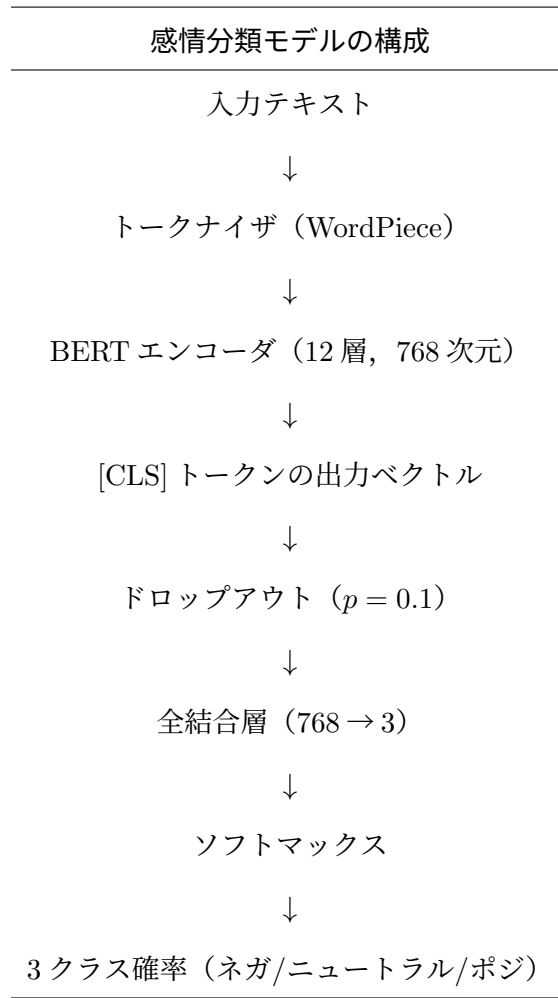 感情分類モデルの構成
入力テキスト
↓
トークナイザ（WordPiece）
↓
BERT エンコーダ（12 層，768 次元）
↓
[CLS] トークンの出力ベクトル
↓
ドロップアウト（p = 0.1）
↓
全結合層（768 → 3）
↓
ソフトマックス
↓
3 クラス確率（ネガ/ニュートラル/ポジ）